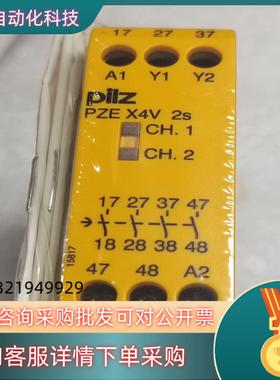 自动化科技
17 27 37
A1 Y1 Y2
pilz
PZE X4V 2s
CH. 1
CH. 2
15817
17 27 37 47
18 28 38 48
47 48 A2
821949929
咨询采购批发可对公开票
客服详情下单采购